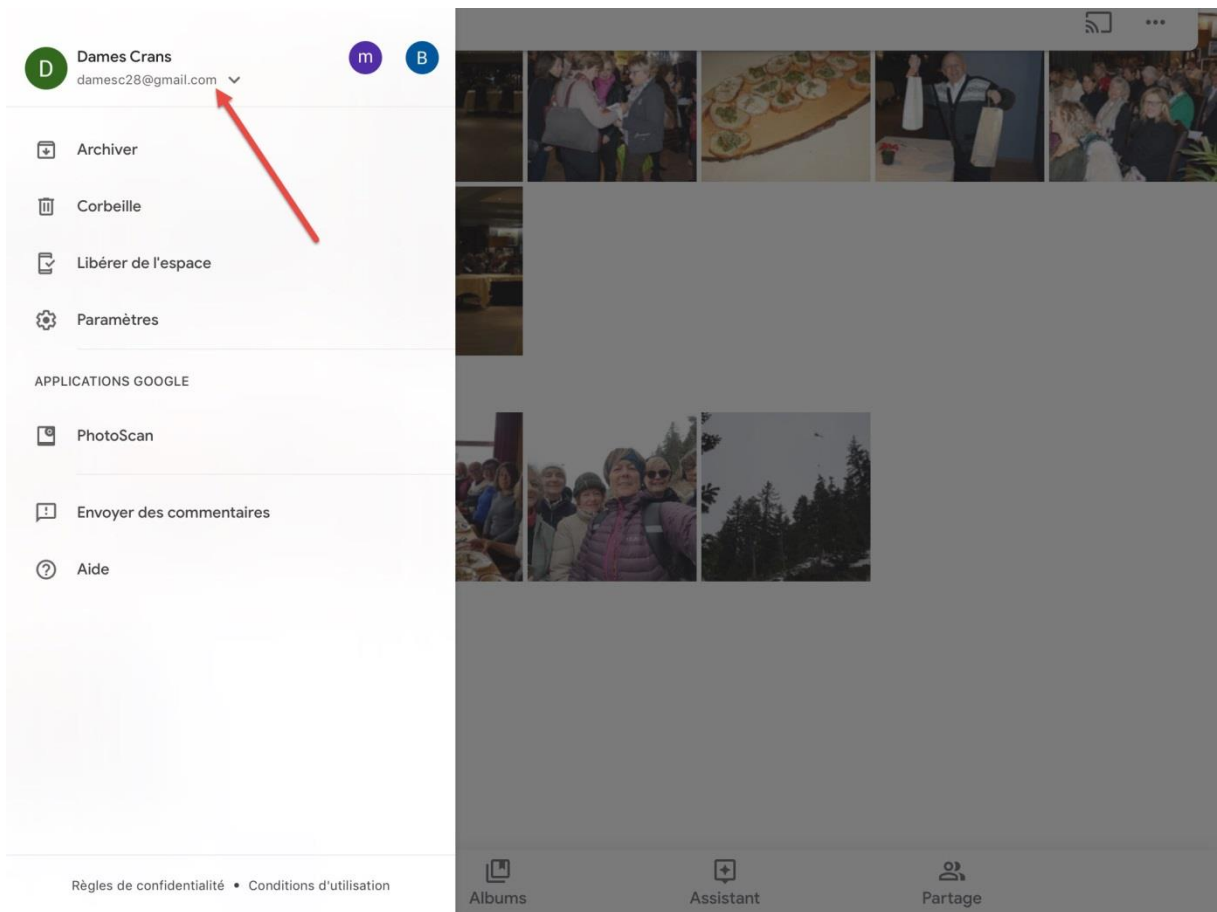 D
Dames Crans
damesc28@gmail.com
m
B
Archiver
Corbeille
Libérer de l'espace
Paramètres
APPLICATIONS GOOGLE
PhotoScan
Envoyer des commentaires
Aide
Règles de confidentialité • Conditions d'utilisation
Albums
Assistant
Partage